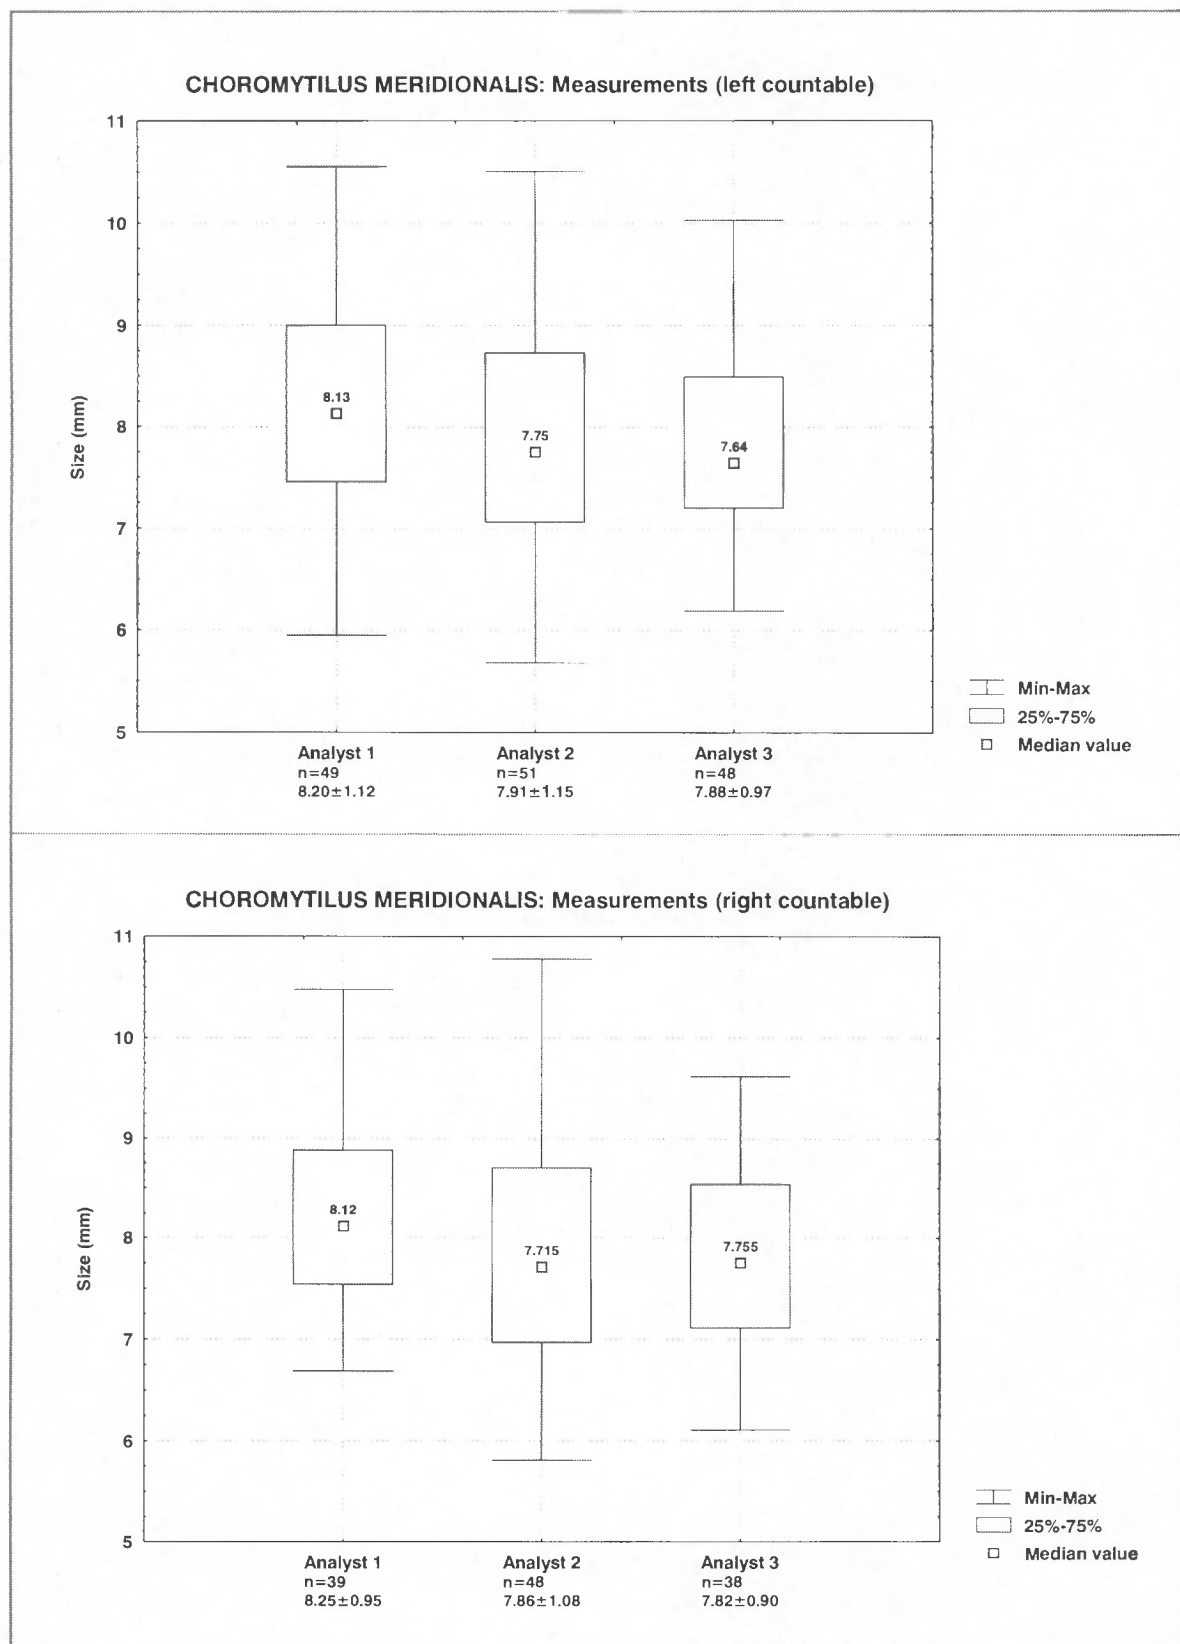 CHOROMYTILUS MERIDIONALIS: Measurements (left countable)
11
10
9
8
7
6
5
Size (mm)
8.13
7.75
7.64
Min-Max
25%-75%
Median value
Analyst 1
n=49
8.20±1.12
Analyst 2
n=51
7.91±1.15
Analyst 3
n=48
7.88±0.97
CHOROMYTILUS MERIDIONALIS: Measurements (right countable)
11
10
9
8
7
6
5
Size (mm)
8.12
7.715
7.755
Min-Max
25%-75%
Median value
Analyst 1
n=39
8.25±0.95
Analyst 2
n=48
7.86±1.08
Analyst 3
n=38
7.82±0.90